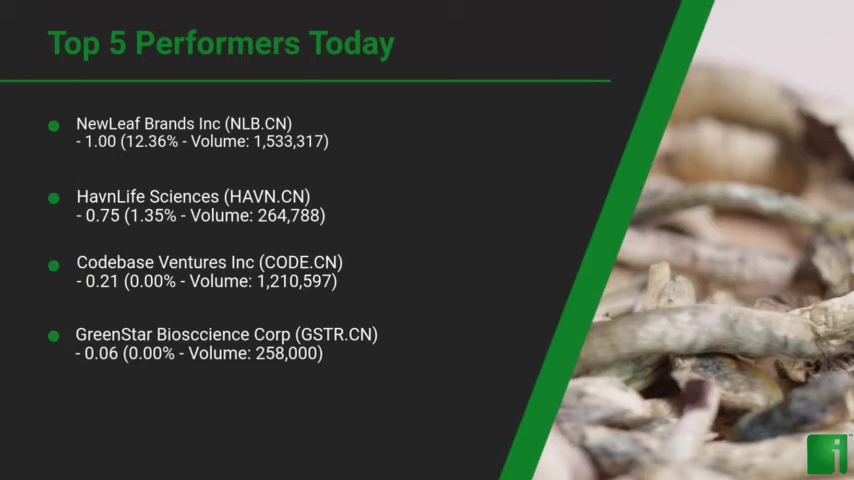 Top 5 Performers Today
NewLeaf Brands Inc (NLB.CN)
- 1.00 (12.36% - Volume: 1,533,317)
HavnLife Sciences (HAVN.CN)
- 0.75 (1.35% - Volume: 264,788)
Codebase Ventures Inc (CODE.CN)
- 0.21 (0.00% - Volume: 1,210,597)
GreenStar Biosccience Corp (GSTR.CN)
- 0.06 (0.00% - Volume: 258,000)
i